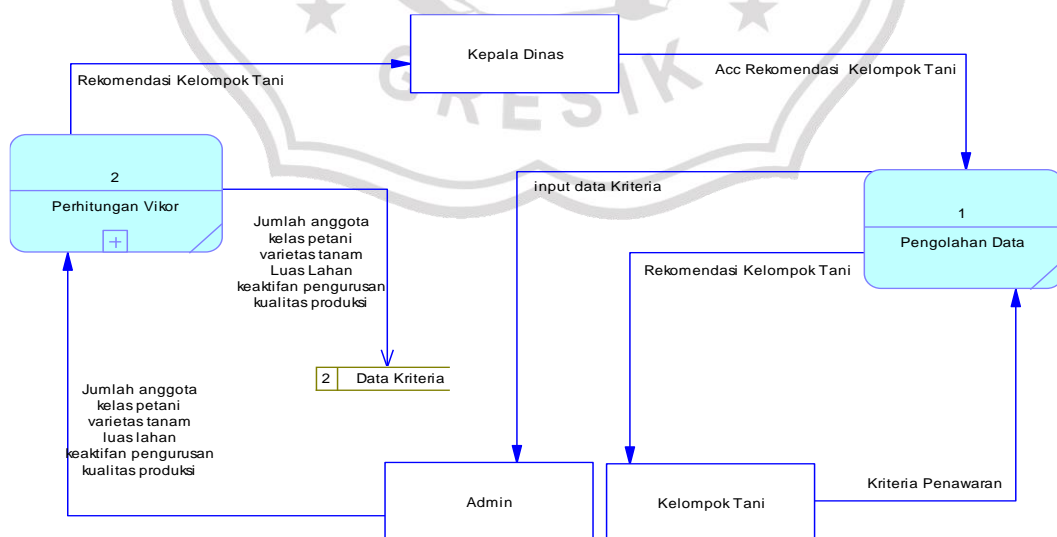 Kepala Dinas
Rekomendasi Kelompok Tani
Acc Rekomendasi Kelompok Tani
GRESIK
2
Perhitungan Vikor
input data Kriteria
1
Pengolahan Data
Jumlah anggota
kelas petani
varietas tanam
Luas Lahan
keaktifan pengurusan
kualitas produksi
Rekomendasi Kelompok Tani
2 Data Kriteria
Jumlah anggota
kelas petani
varietas tanam
luas lahan
keaktifan pengurusan
kualitas produksi
Kriteria Penawaran
Admin
Kelompok Tani